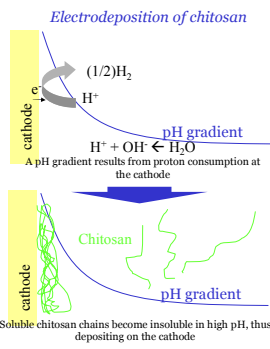 Electrodeposition of chitosan
(1/2)H2
e-
H+
cathode
pH gradient
H+ + OH- ← H2O
A pH gradient results from proton consumption at
the cathode
Chitosan
cathode
pH gradient
Soluble chitosan chains become insoluble in high pH, thus
depositing on the cathode